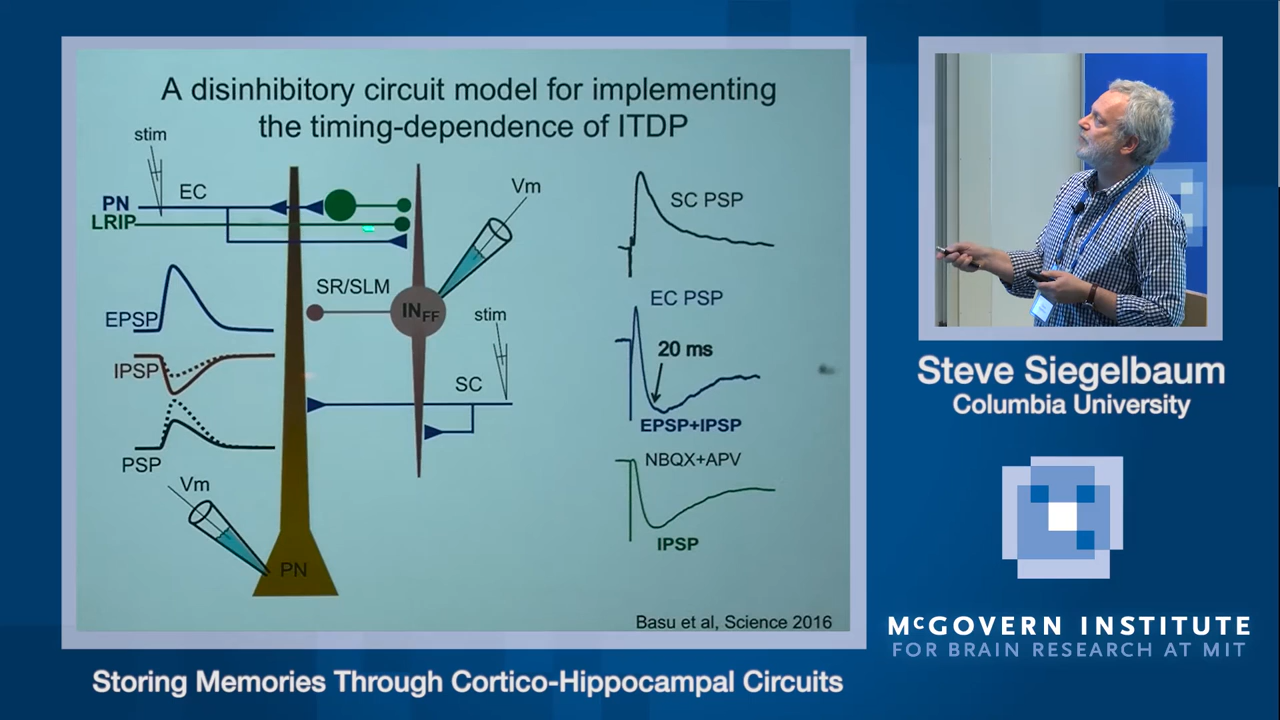 A disinhibitory circuit model for implementing
the timing-dependence of ITDP
stim
EC
PN
LRIP
Vm
SC PSP
EPSP
SR/SLM
IN FF
stim
EC PSP
20 ms
IPSP
SC
EPSP+IPSP
PSP
NBQX+APV
Vm
IPSP
PN
Basu et al, Science 2016
Steve Siegelbaum
Columbia University
McGOVERN INSTITUTE
FOR BRAIN RESEARCH AT MIT
Storing Memories Through Cortico-Hippocampal Circuits